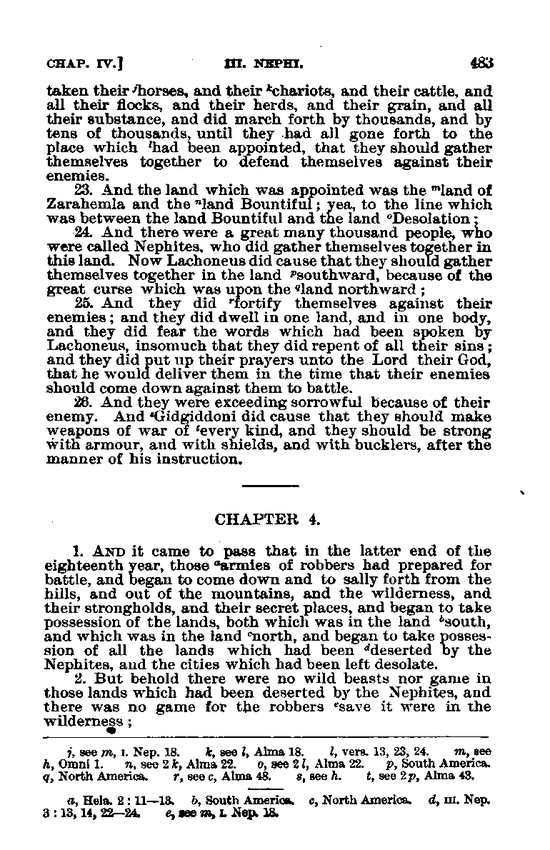 CHAP. IV.] III. NEPHI. 483
taken their jhorses, and their kchariots, and their cattle, and
all their flocks, and their herds, and their grain, and all
their substance, and did march forth by thousands, and by
tens of thousands, until they had all gone forth to the
place which lhad been appointed, that they should gather
themselves together to defend themselves against their
enemies.
23. And the land which was appointed was the mland of
Zarahemla and the nland Bountiful; yea, to the line which
was between the land Bountiful and the land oDesolation;
24. And there were a great many thousand people, who
were called Nephites, who did gather themselves together in
this land. Now Lachoneus did cause that they should gather
themselves together in the land psouthward, because of the
great curse which was upon the qland northward;
25. And they did rfortify themselves against their
enemies; and they did dwell in one land, and in one body,
and they did fear the words which had been spoken by
Lachoneus, insomuch that they did repent of all their sins;
and they did put up their prayers unto the Lord their God,
that he would deliver them in the time that their enemies
should come down against them to battle.
26. And they were exceeding sorrowful because of their
enemy. And sGidgiddoni did cause that they should make
weapons of war of tevery kind, and they should be strong
with armour, and with shields, and with bucklers, after the
manner of his instruction.
CHAPTER 4.
1. AND it came to pass that in the latter end of the
eighteenth year, those aarmies of robbers had prepared for
battle, and began to come down and to sally forth from the
hills, and out of the mountains, and the wilderness, and
their strongholds, and their secret places, and began to take
possession of the lands, both which was in the land bsouth,
and which was in the land cnorth, and began to take posses-
sion of all the lands which had been ddeserted by the
Nephites, and the cities which had been left desolate.
2. But behold there were no wild beasts nor game in
those lands which had been deserted by the Nephites, and
there was no game for the robbers esave it were in the
wilderness;
j, see m, I. Nep. 18. k, see l, Alma 18. l, vers. 13, 23, 24. m, see
h, Omni 1. n, see 2 k, Alma 22. o, see 2 l, Alma 22. p, South America.
q, North America. r, see c, Alma 48. s, see h. t, see 2 p, Alma 43.
a, Hela. 2 : 11—13. b, South America. c, North America. d, III. Nep.
3 : 13, 14, 22—24. e, see m, I. Nep. 18.